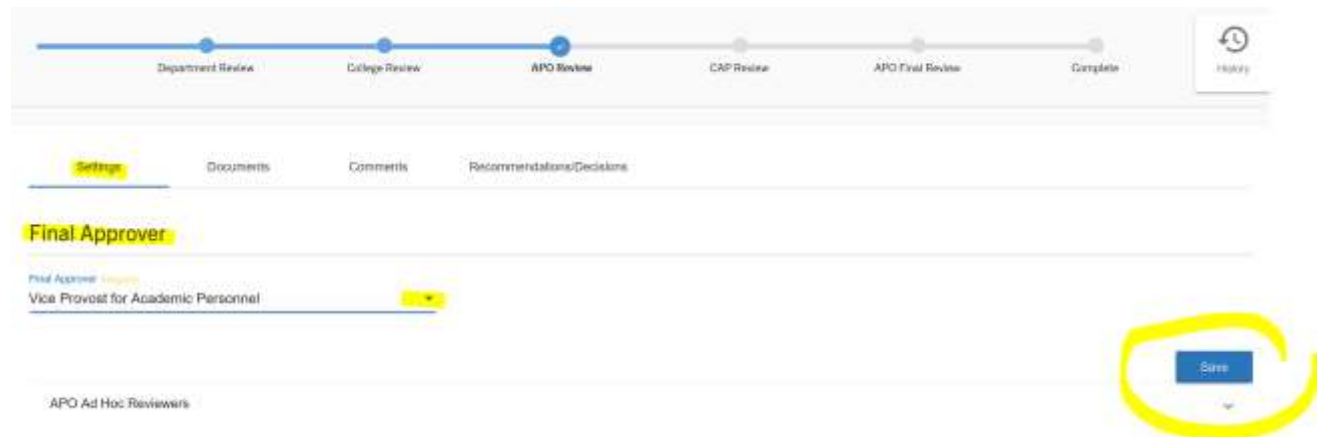 Department Review
College Review
APO Review
CAP Review
APO Final Review
Complete
History
Settings
Documents
Comments
Recommendations/Decisions
Final Approver
Final Approver
Vice Provost for Academic Personnel
Save
APO Ad Hoc Reviewers